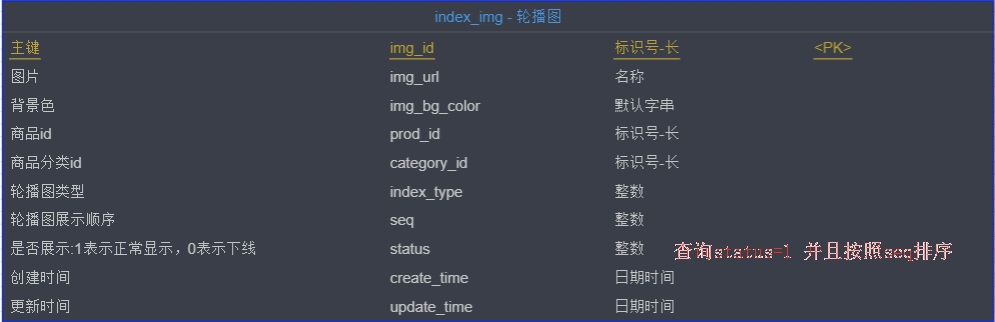 index_img - 轮播图
主键 img_id 标识号-长 <PK>
图片 img_url 名称
背景色 img_bg_color 默认字串
商品id prod_id 标识号-长
商品分类id category_id 标识号-长
轮播图类型 index_type 整数
轮播图展示顺序 seq 整数
是否展示:1表示正常显示，0表示下线 status 整数 查询status=1 并且按照seq排序
创建时间 create_time 日期时间
更新时间 update_time 日期时间